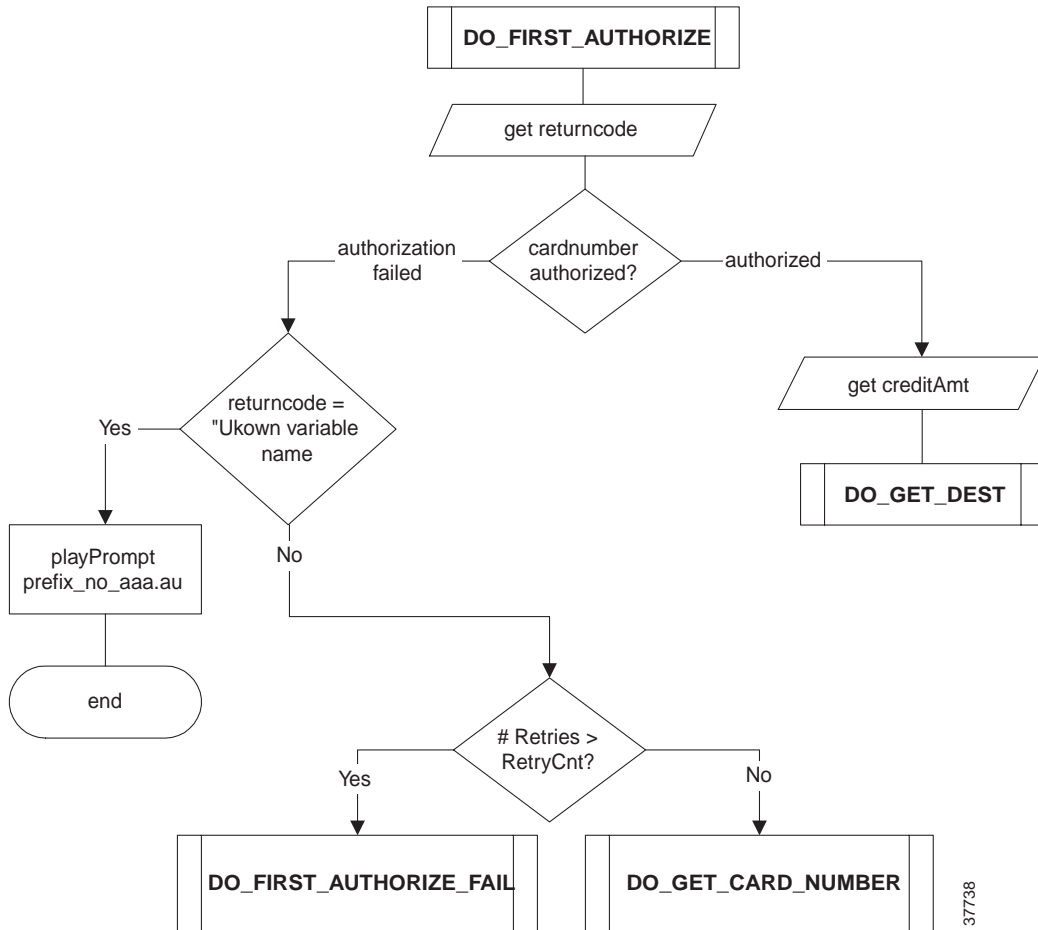 DO_FIRST_AUTHORIZE
get returncode
cardnumber
authorized?
authorization
failed
authorized
returncode =
"Ukown variable
name
Yes
No
get creditAmt
DO_GET_DEST
playPrompt
prefix_no_aaa.au
end
# Retries >
RetryCnt?
Yes
No
DO_FIRST_AUTHORIZE_FAIL
DO_GET_CARD_NUMBER
37738